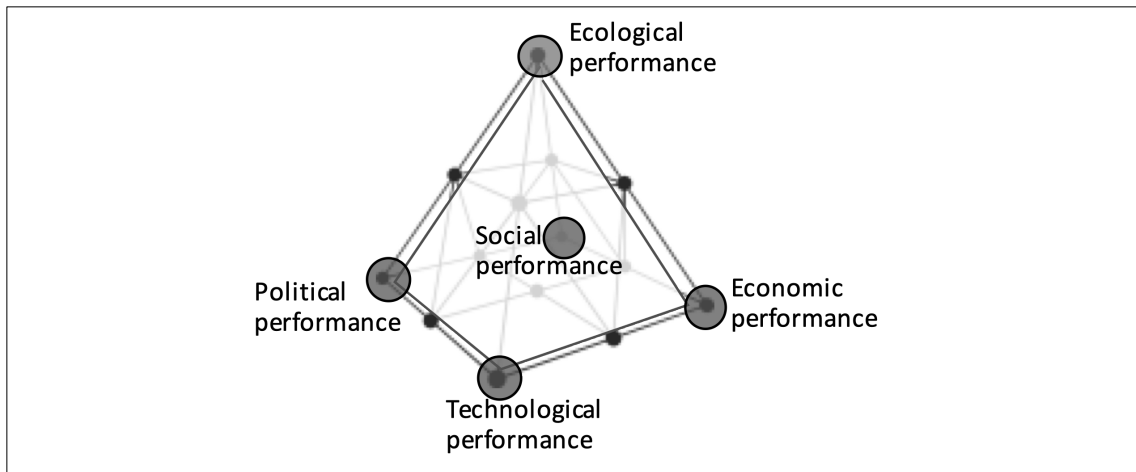 Ecological
performance
Social
performance
Political
performance
Economic
performance
Technological
performance